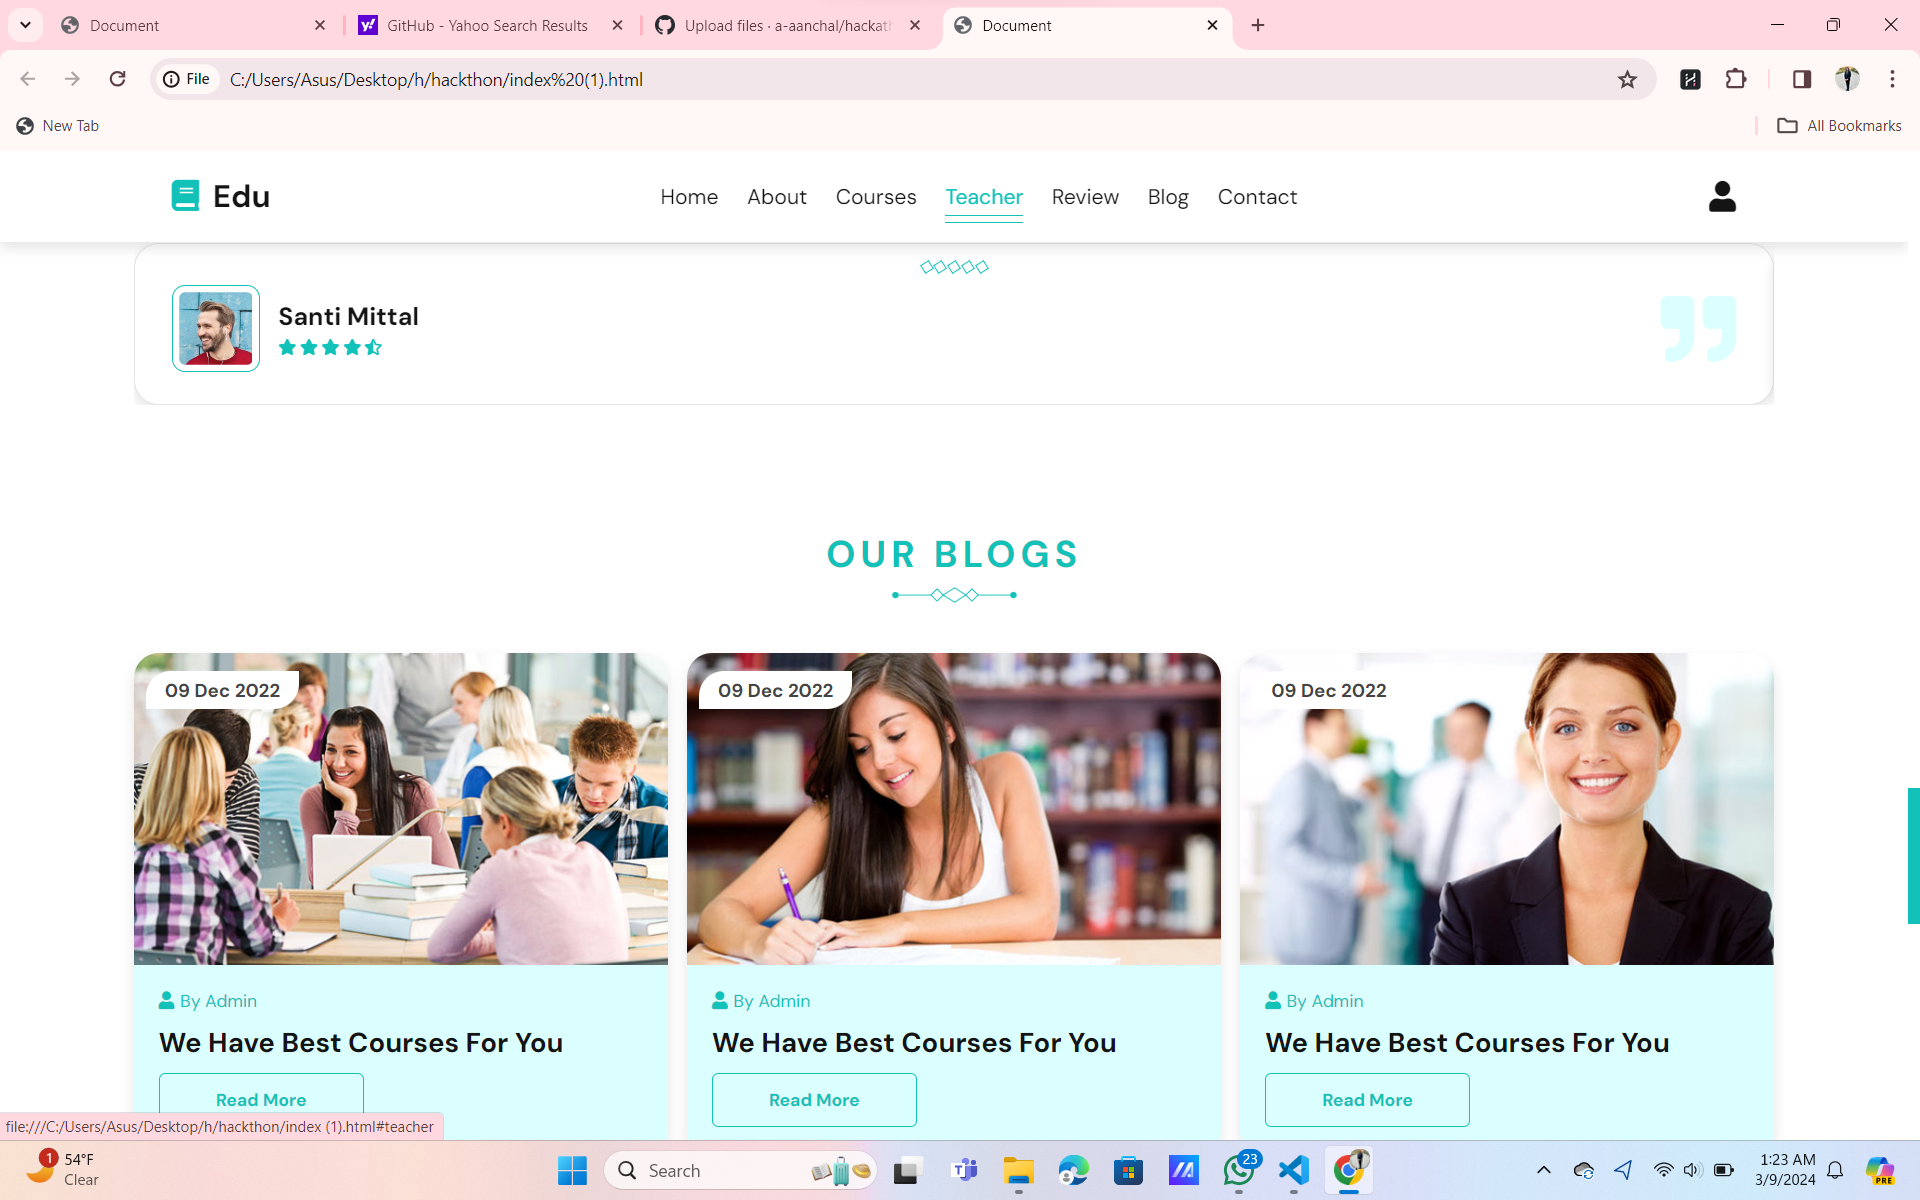 Document
GitHub - Yahoo Search Results
Upload files · a-aanchal/hackath
Document
File
C:/Users/Asus/Desktop/h/hackthon/index%20(1).html
New Tab
All Bookmarks
Edu
Home About Courses Teacher Review Blog Contact
Santi Mittal
OUR BLOGS
09 Dec 2022
09 Dec 2022
09 Dec 2022
By Admin
By Admin
By Admin
We Have Best Courses For You
We Have Best Courses For You
We Have Best Courses For You
Read More
Read More
Read More
file:///C:/Users/Asus/Desktop/h/hackthon/index (1).html#teacher
1
54°F
Clear
Search
23
1:23 AM
3/9/2024
PRE